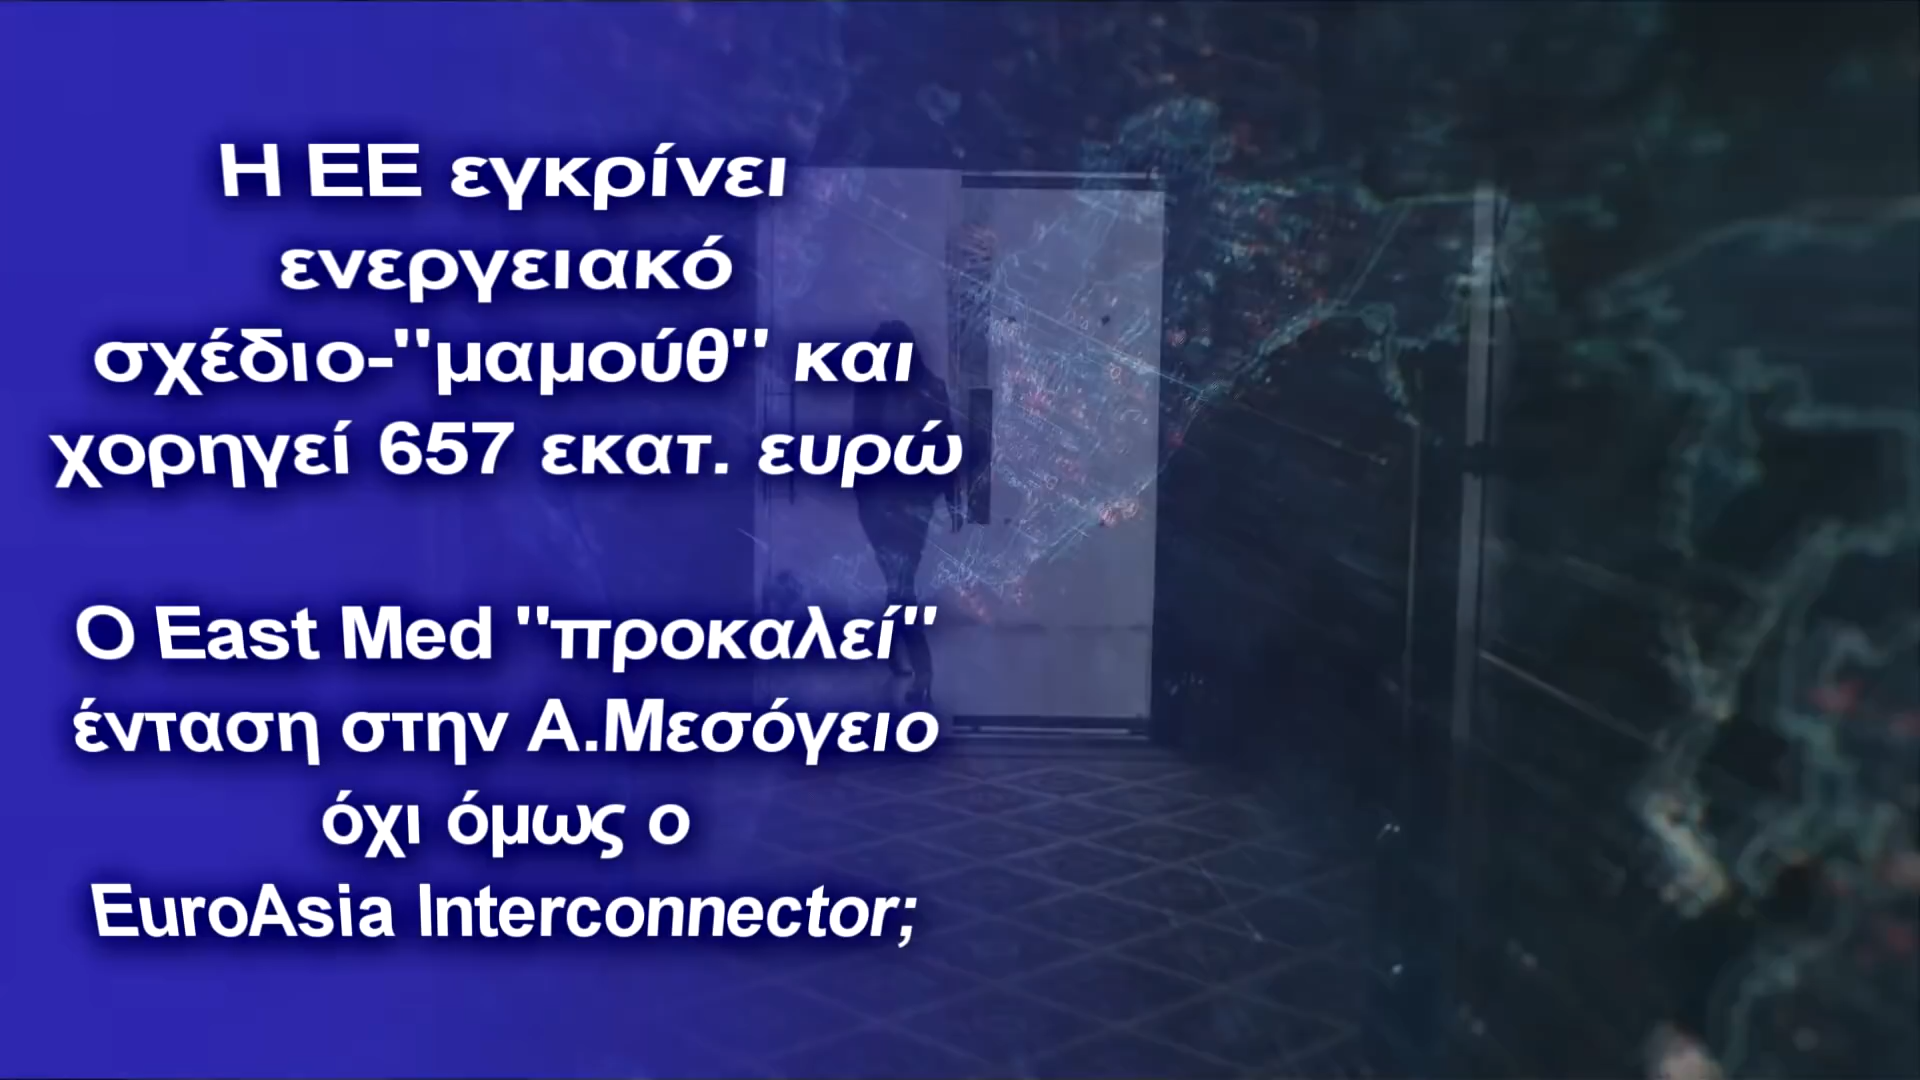 Η ΕΕ εγκρίνει
ενεργειακό
σχέδιο-"μαμούθ" και
χορηγεί 657 εκατ. ευρώ
Ο East Med "προκαλεί"
ένταση στην Α.Μεσόγειο
όχι όμως ο
EuroAsia Interconnector;